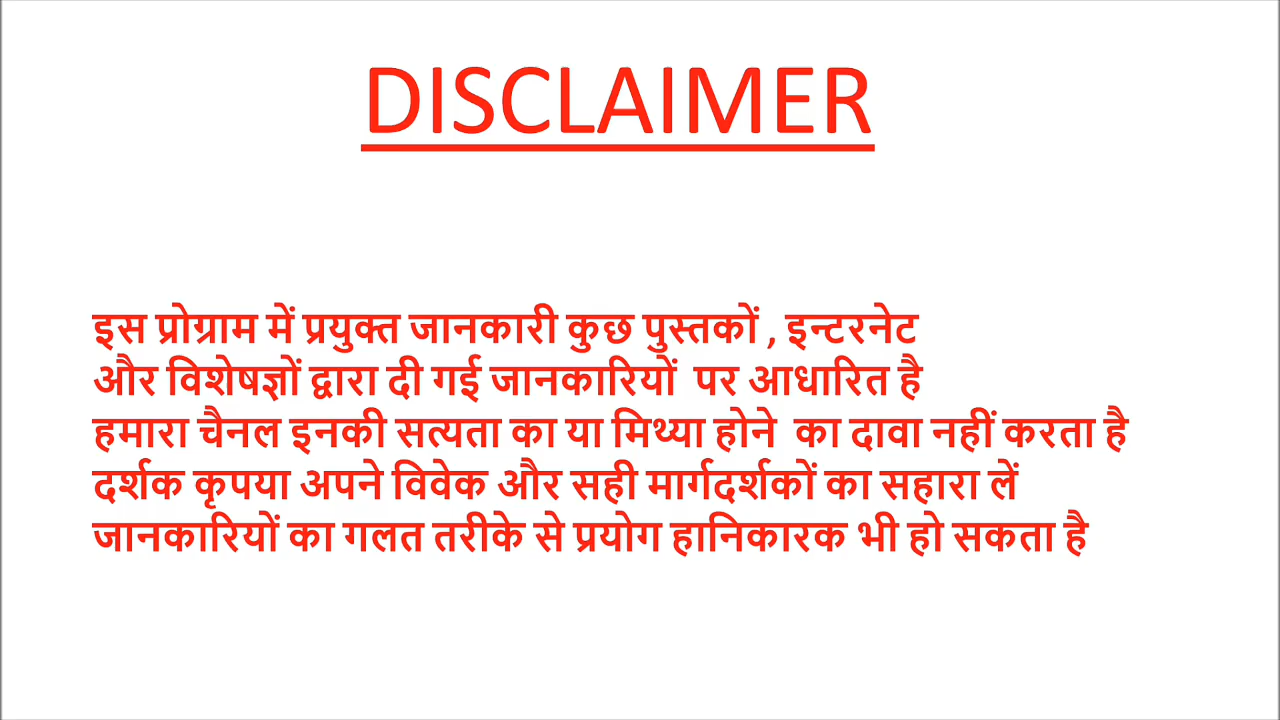 DISCLAIMER
इस प्रोग्राम में प्रयुक्त जानकारी कुछ पुस्तकों , इन्टरनेट
और विशेषज्ञों द्वारा दी गई जानकारियों पर आधारित है
हमारा चैनल इनकी सत्यता का या मिथ्या होने का दावा नहीं करता है
दर्शक कृपया अपने विवेक और सही मार्गदर्शकों का सहारा लें
जानकारियों का गलत तरीके से प्रयोग हानिकारक भी हो सकता है